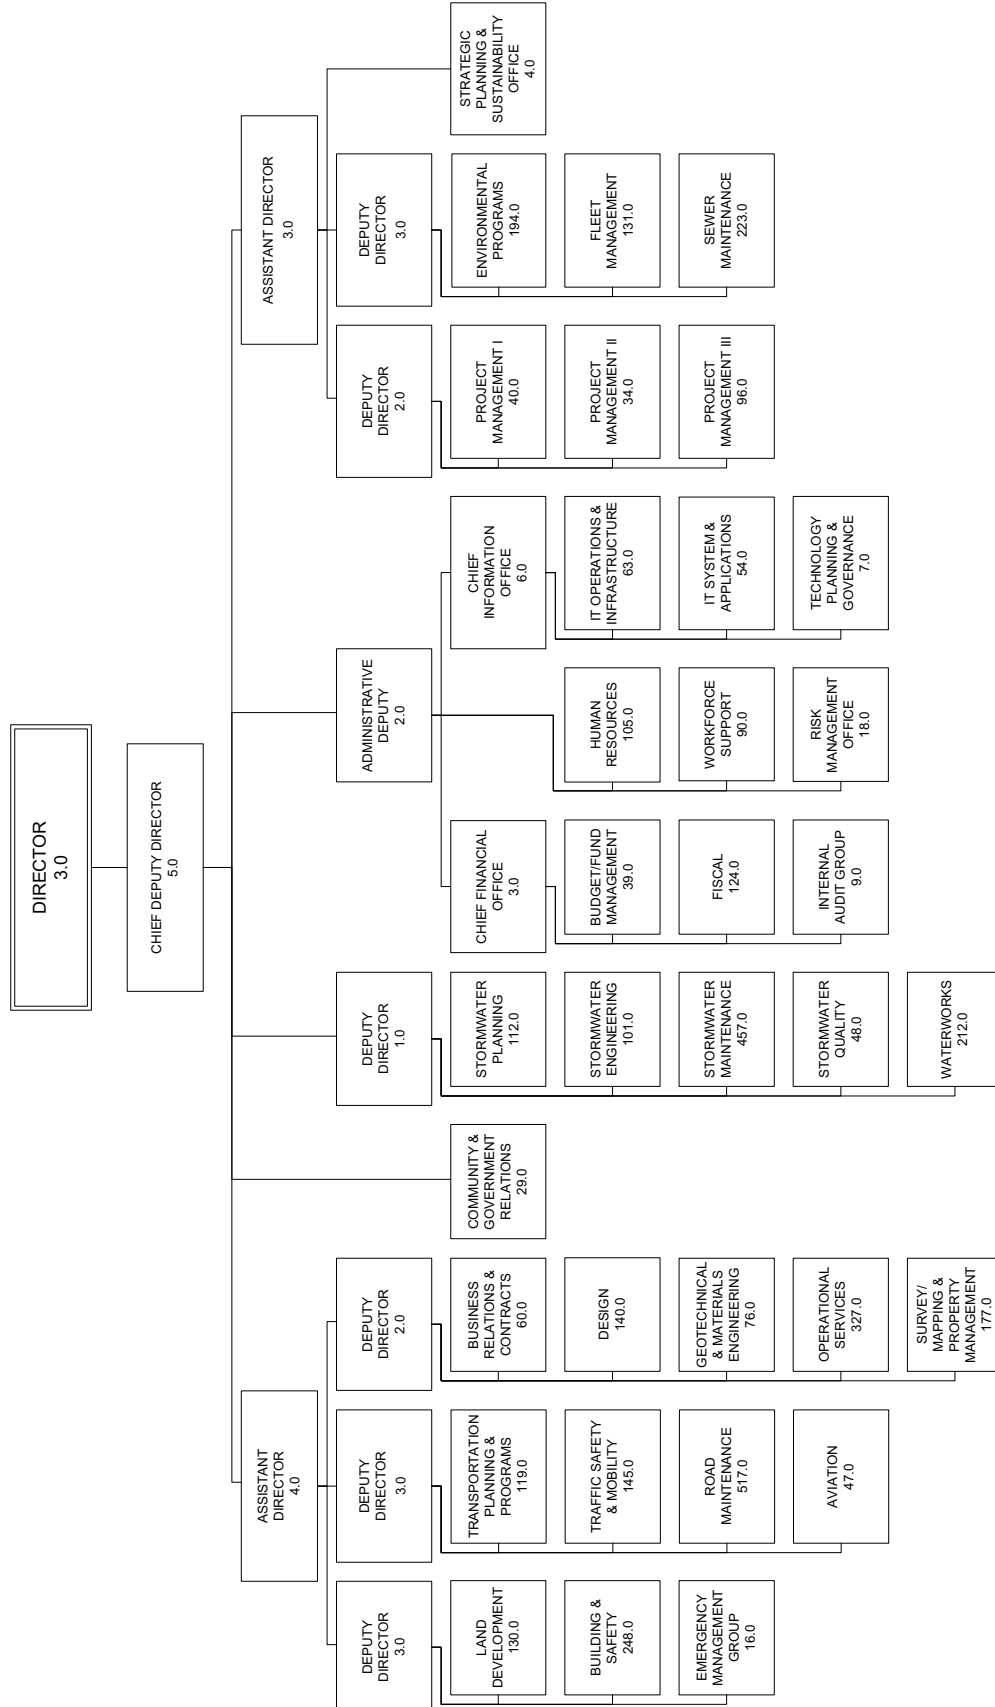 DIRECTOR
3.0
CHIEF DEPUTY DIRECTOR
5.0
ASSISTANT
DIRECTOR
4.0
ASSISTANT DIRECTOR
3.0
DEPUTY
DIRECTOR
3.0
LAND
DEVELOPMENT
130.0
BUILDING &
SAFETY
248.0
EMERGENCY
MANAGEMENT
GROUP
16.0
DEPUTY
DIRECTOR
3.0
TRANSPORTATION
PLANNING &
PROGRAMS
119.0
TRAFFIC SAFETY
& MOBILITY
145.0
ROAD
MAINTENANCE
517.0
AVIATION
47.0
DEPUTY
DIRECTOR
2.0
BUSINESS
RELATIONS &
CONTRACTS
60.0
DESIGN
140.0
GEOTECHNICAL
& MATERIALS
ENGINEERING
76.0
OPERATIONAL
SERVICES
327.0
SURVEY/
MAPPING &
PROPERTY
MANAGEMENT
177.0
COMMUNITY &
GOVERNMENT
RELATIONS
29.0
DEPUTY
DIRECTOR
1.0
STORMWATER
PLANNING
112.0
STORMWATER
ENGINEERING
101.0
STORMWATER
MAINTENANCE
457.0
STORMWATER
QUALITY
48.0
WATERWORKS
212.0
ADMINISTRATIVE
DEPUTY
2.0
CHIEF FINANCIAL
OFFICE
3.0
BUDGET/FUND
MANAGEMENT
39.0
FISCAL
124.0
INTERNAL
AUDIT GROUP
9.0
HUMAN
RESOURCES
105.0
WORKFORCE
SUPPORT
90.0
RISK
MANAGEMENT
OFFICE
18.0
CHIEF
INFORMATION
OFFICE
6.0
IT OPERATIONS &
INFRASTRUCTURE
63.0
IT SYSTEM &
APPLICATIONS
54.0
TECHNOLOGY
PLANNING &
GOVERNANCE
7.0
DEPUTY
DIRECTOR
2.0
PROJECT
MANAGEMENT I
40.0
PROJECT
MANAGEMENT II
34.0
PROJECT
MANAGEMENT III
96.0
DEPUTY
DIRECTOR
3.0
ENVIRONMENTAL
PROGRAMS
194.0
FLEET
MANAGEMENT
131.0
SEWER
MAINTENANCE
223.0
STRATEGIC
PLANNING &
SUSTAINABILITY
OFFICE
4.0